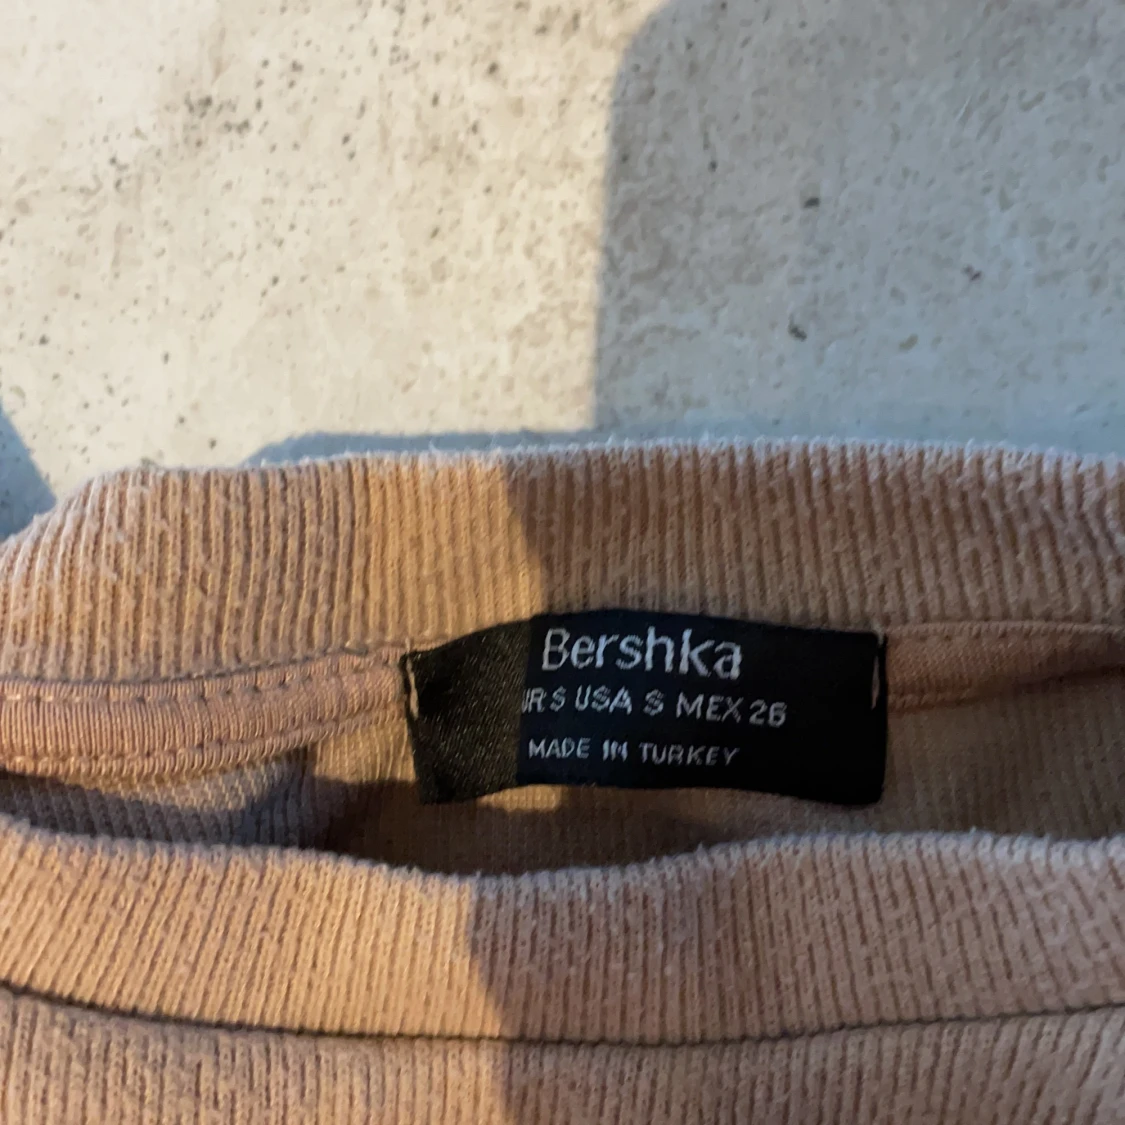 Bershka
UR S USA S MEX 26
MADE IN TURKEY